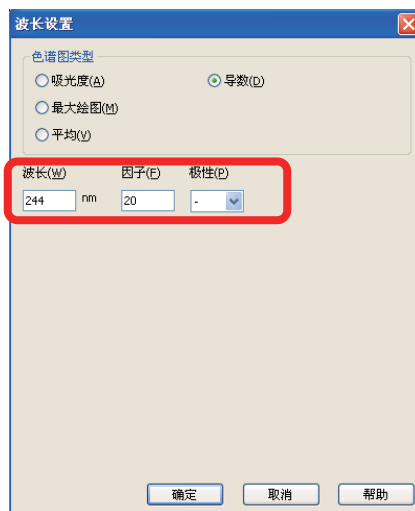 波长设置
色谱图类型
吸光度(A) 导数(D)
最大绘图(M)
平均(V)
波长(W) 因子(F) 极性(P)
244 nm 20 -
确定 取消 帮助